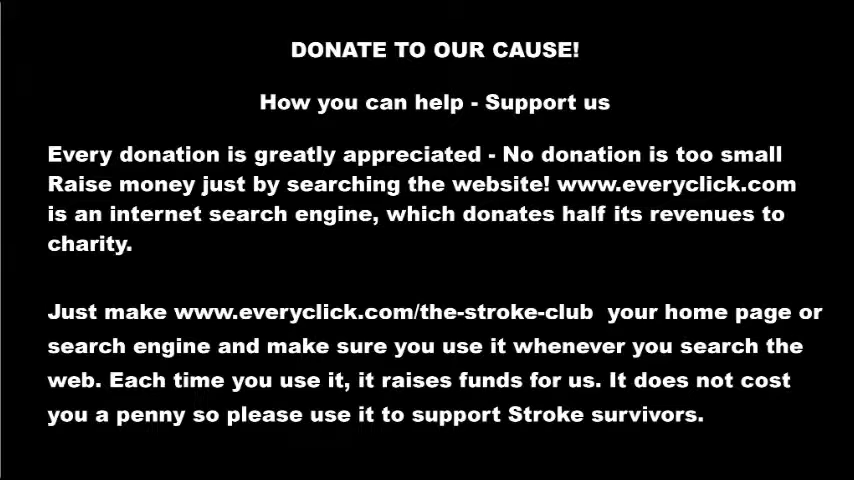 DONATE TO OUR CAUSE!
How you can help - Support us
Every donation is greatly appreciated - No donation is too small
Raise money just by searching the website! www.everyclick.com
is an internet search engine, which donates half its revenues to
charity.
Just make www.everyclick.com/the-stroke-club  your home page or
search engine and make sure you use it whenever you search the
web. Each time you use it, it raises funds for us. It does not cost
you a penny so please use it to support Stroke survivors.